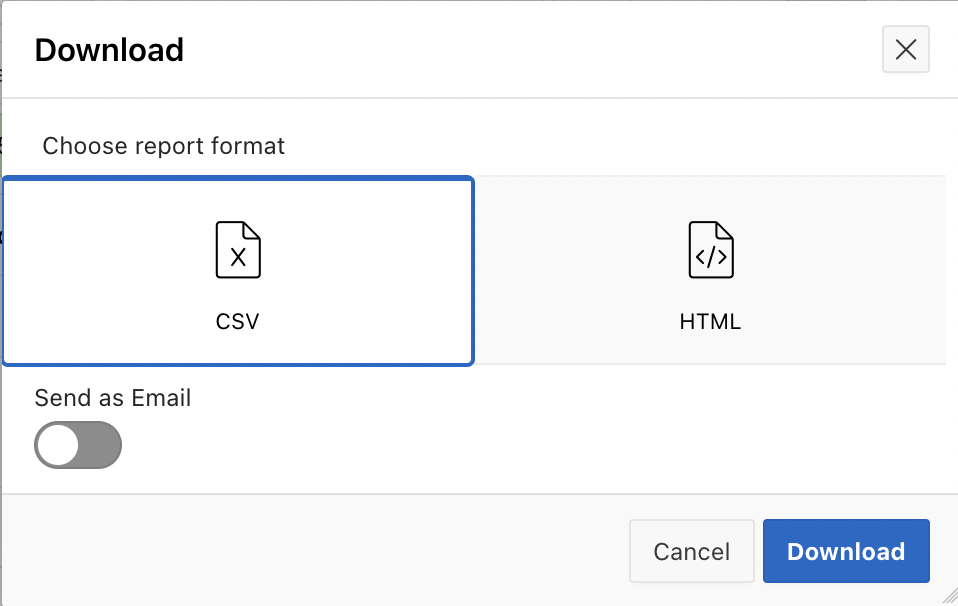 Download
Choose report format
X
</>
CSV
HTML
Send as Email
Cancel
Download